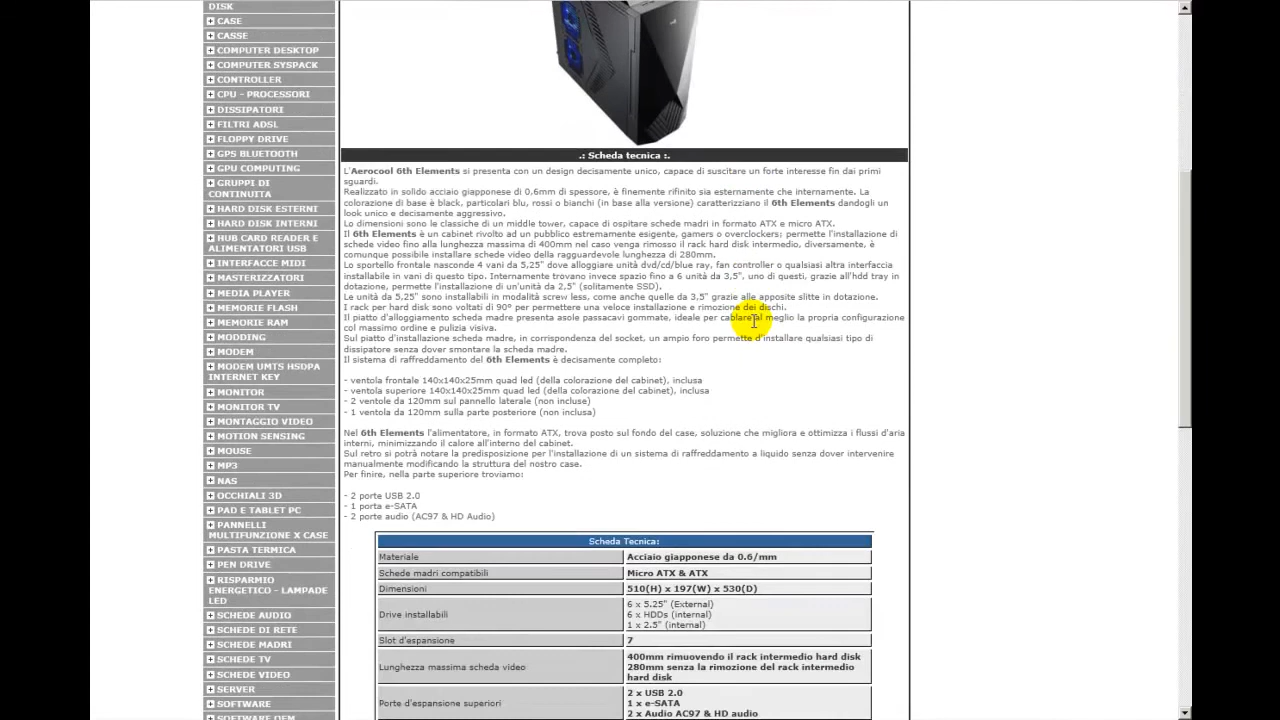 DISK
CASE
CASSE
COMPUTER DESKTOP
COMPUTER SYSPACK
CONTROLLER
CPU - PROCESSORI
DISSIPATORI
FILTRI ADSL
FLOPPY DRIVE
GPS BLUETOOTH
GPU COMPUTING
GRUPPI DI
CONTINUITA
HARD DISK ESTERNI
HARD DISK INTERNI
HUB CARD READER E
ALIMENTATORI USB
INTERFACCE MIDI
MASTERIZZATORI
MEDIA PLAYER
MEMORIE FLASH
MEMORIE RAM
MODDING
MODEM
MODEM UMTS HSDPA
INTERNET KEY
MONITOR
MONITOR TV
MONTAGGIO VIDEO
MOTION SENSING
MOUSE
MP3
NAS
OCCHIALI 3D
PAD E TABLET PC
PANNELLI
MULTIFUNZIONE X CASE
PASTA TERMICA
PEN DRIVE
RISPARMIO
ENERGETICO - LAMPADE
LED
SCHEDE AUDIO
SCHEDE DI RETE
SCHEDE MADRI
SCHEDE TV
SCHEDE VIDEO
SERVER
SOFTWARE
SOFTWARE OEM
.: Scheda tecnica :.
L'Aerocool 6th Elements si presenta con un design decisamente unico, capace di suscitare un forte interesse fin dai primi
sguardi.
Realizzato in solido acciaio giapponese di 0.6mm di spessore, è finemente rifinito sia esternamente che internamente. La
colorazione di base è black, particolari blu, rossi o bianchi (in base alla versione) caratterizziano il 6th Elements dandogli un
look unico e decisamente aggressivo.
Lo dimensioni sono le classiche di un middle tower, capace di ospitare schede madri in formato ATX e micro ATX.
Il 6th Elements è un cabinet rivolto ad un pubblico estremamente esigente, gamers o overclockers; permette l'installazione di
schede video fino alla lunghezza massima di 400mm nel caso venga rimosso il rack hard disk intermedio, diversamente, è
comunque possibile installare schede video della ragguardevole lunghezza di 280mm.
Lo sportello frontale nasconde 4 vani da 5,25" dove alloggiare unità dvd/cd/blue ray, fan controller o qualsiasi altra interfaccia
installabile in vani di questo tipo. Internamente trovano invece spazio fino a 6 unità da 3,5", uno di questi, grazie all'hdd tray in
dotazione, permette l'installazione di un'unità da 2,5" (solitamente SSD).
Le unità da 5,25" sono installabili in modalità screw less, come anche quelle da 3,5" grazie alle apposite slitte in dotazione.
I rack per hard disk sono voltati di 90° per permettere una veloce installazione e rimozione dei dischi.
Il piatto d'alloggiamento scheda madre presenta asole passacavi gommate, ideale per cablare al meglio la propria configurazione
col massimo ordine e pulizia visiva.
Sul piatto d'installazione scheda madre, in corrispondenza del socket, un ampio foro permette d'installare qualsiasi tipo di
dissipatore senza dover smontare la scheda madre.
Il sistema di raffreddamento del 6th Elements è decisamente completo:
- ventola frontale 140x140x25mm quad led (della colorazione del cabinet), inclusa
- ventola superiore 140x140x25mm quad led (della colorazione del cabinet), inclusa
- 2 ventole da 120mm sul pannello laterale (non incluse)
- 1 ventola da 120mm sulla parte posteriore (non inclusa)
Nel 6th Elements l'alimentatore, in formato ATX, trova posto sul fondo del case, soluzione che migliora e ottimizza i flussi d'aria
interni, minimizzando il calore all'interno del cabinet.
Sul retro si potrà notare la predisposizione per l'installazione di un sistema di raffreddamento a liquido senza dover intervenire
manualmente modificando la struttura del nostro case.
Per finire, nella parte superiore troviamo:
- 2 porte USB 2.0
- 1 porta e-SATA
- 2 porte audio (AC97 & HD Audio)
Scheda Tecnica:
Materiale Acciaio giapponese da 0.6/mm
Schede madri compatibili Micro ATX & ATX
Dimensioni 510(H) x 197(W) x 530(D)
Drive installabili 6 x 5.25" (External)
6 x HDDs (internal)
1 x 2.5" (internal)
Slot d'espansione 7
Lunghezza massima scheda video 400mm rimuovendo il rack intermedio hard disk
280mm senza la rimozione del rack intermedio
hard disk
Porte d'espansione superiori 2 x USB 2.0
1 x e-SATA
2 x Audio AC97 & HD audio